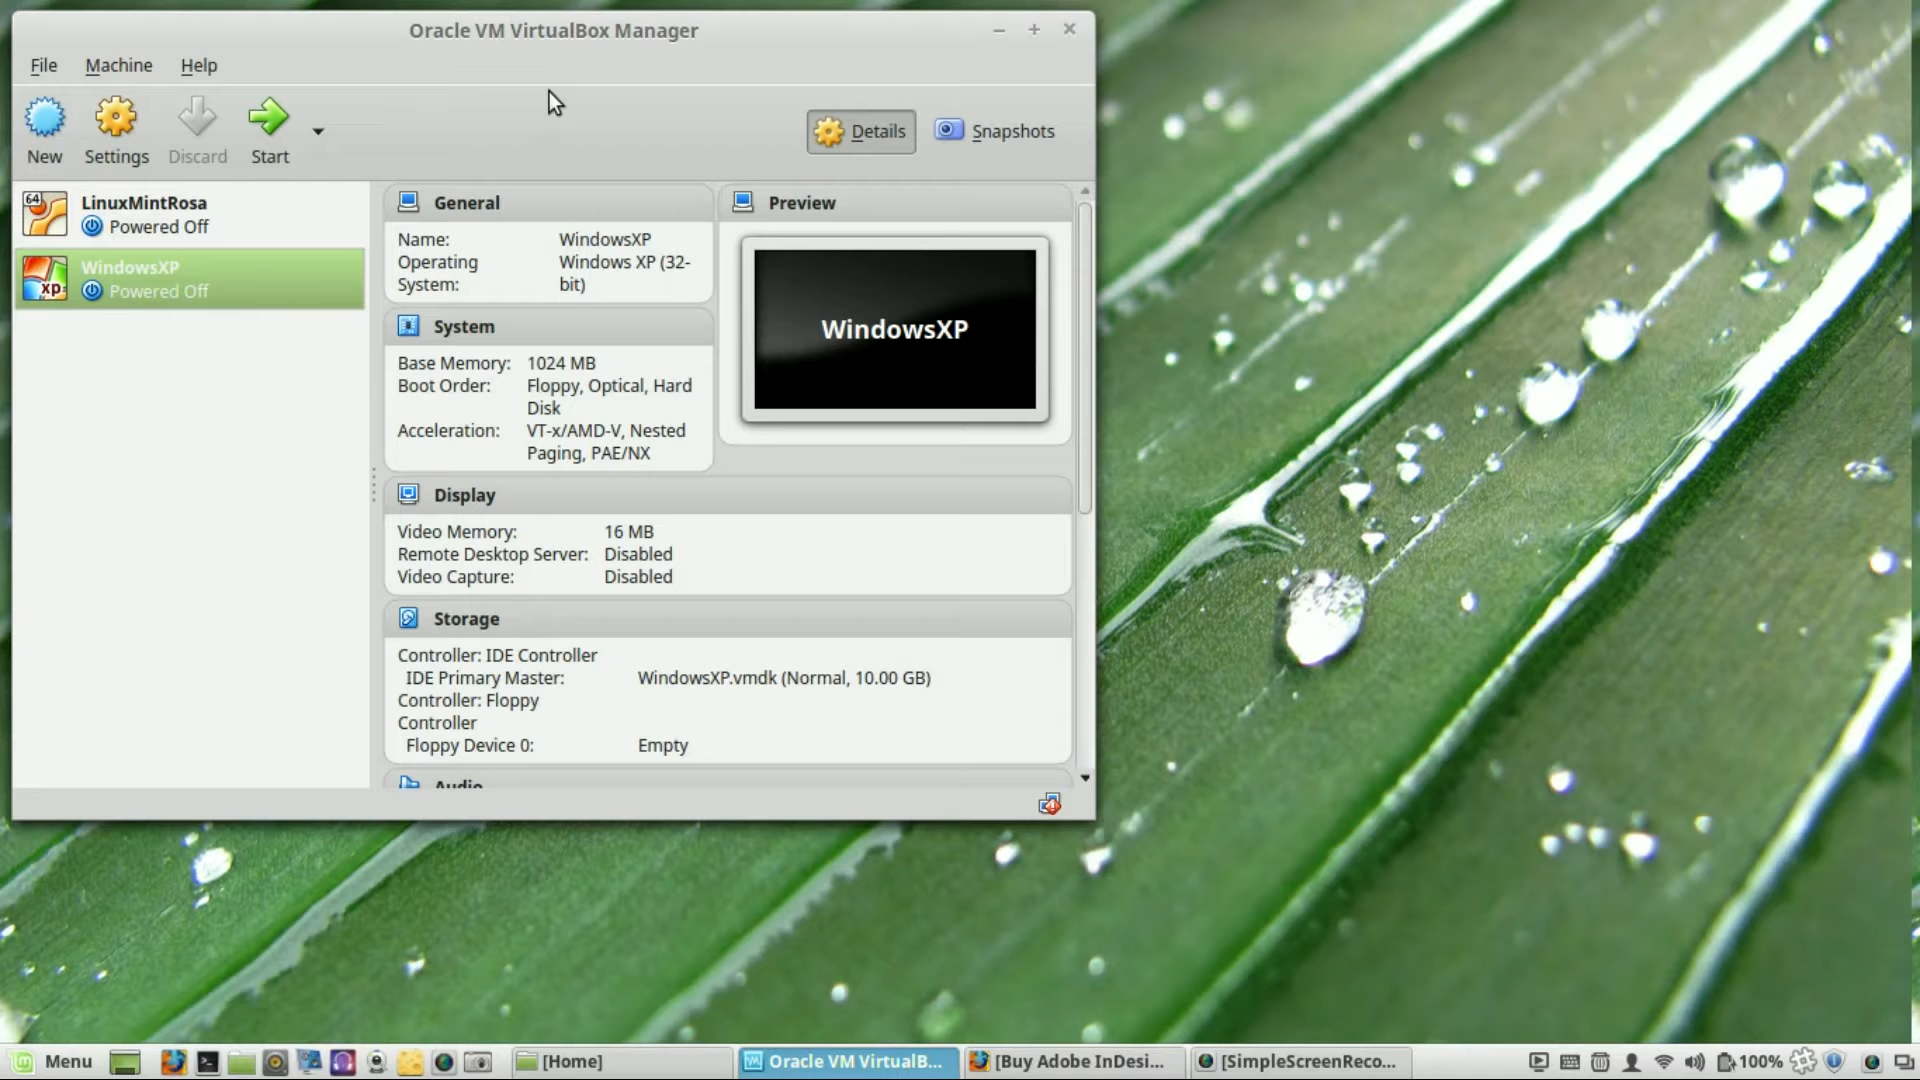 Oracle VM VirtualBox Manager
File Machine Help
New Settings Discard Start
Details Snapshots
64
LinuxMintRosa
Powered Off
xp
WindowsXP
Powered Off
General
Name: WindowsXP
Operating Windows XP (32-
System: bit)
Preview
WindowsXP
System
Base Memory: 1024 MB
Boot Order: Floppy, Optical, Hard
Disk
Acceleration: VT-x/AMD-V, Nested
Paging, PAE/NX
Display
Video Memory: 16 MB
Remote Desktop Server: Disabled
Video Capture: Disabled
Storage
Controller: IDE Controller
IDE Primary Master: WindowsXP.vmdk (Normal, 10.00 GB)
Controller: Floppy
Controller
Floppy Device 0: Empty
Audio
Menu [Home] Oracle VM VirtualB... [Buy Adobe InDesi... [SimpleScreenReco... 100%